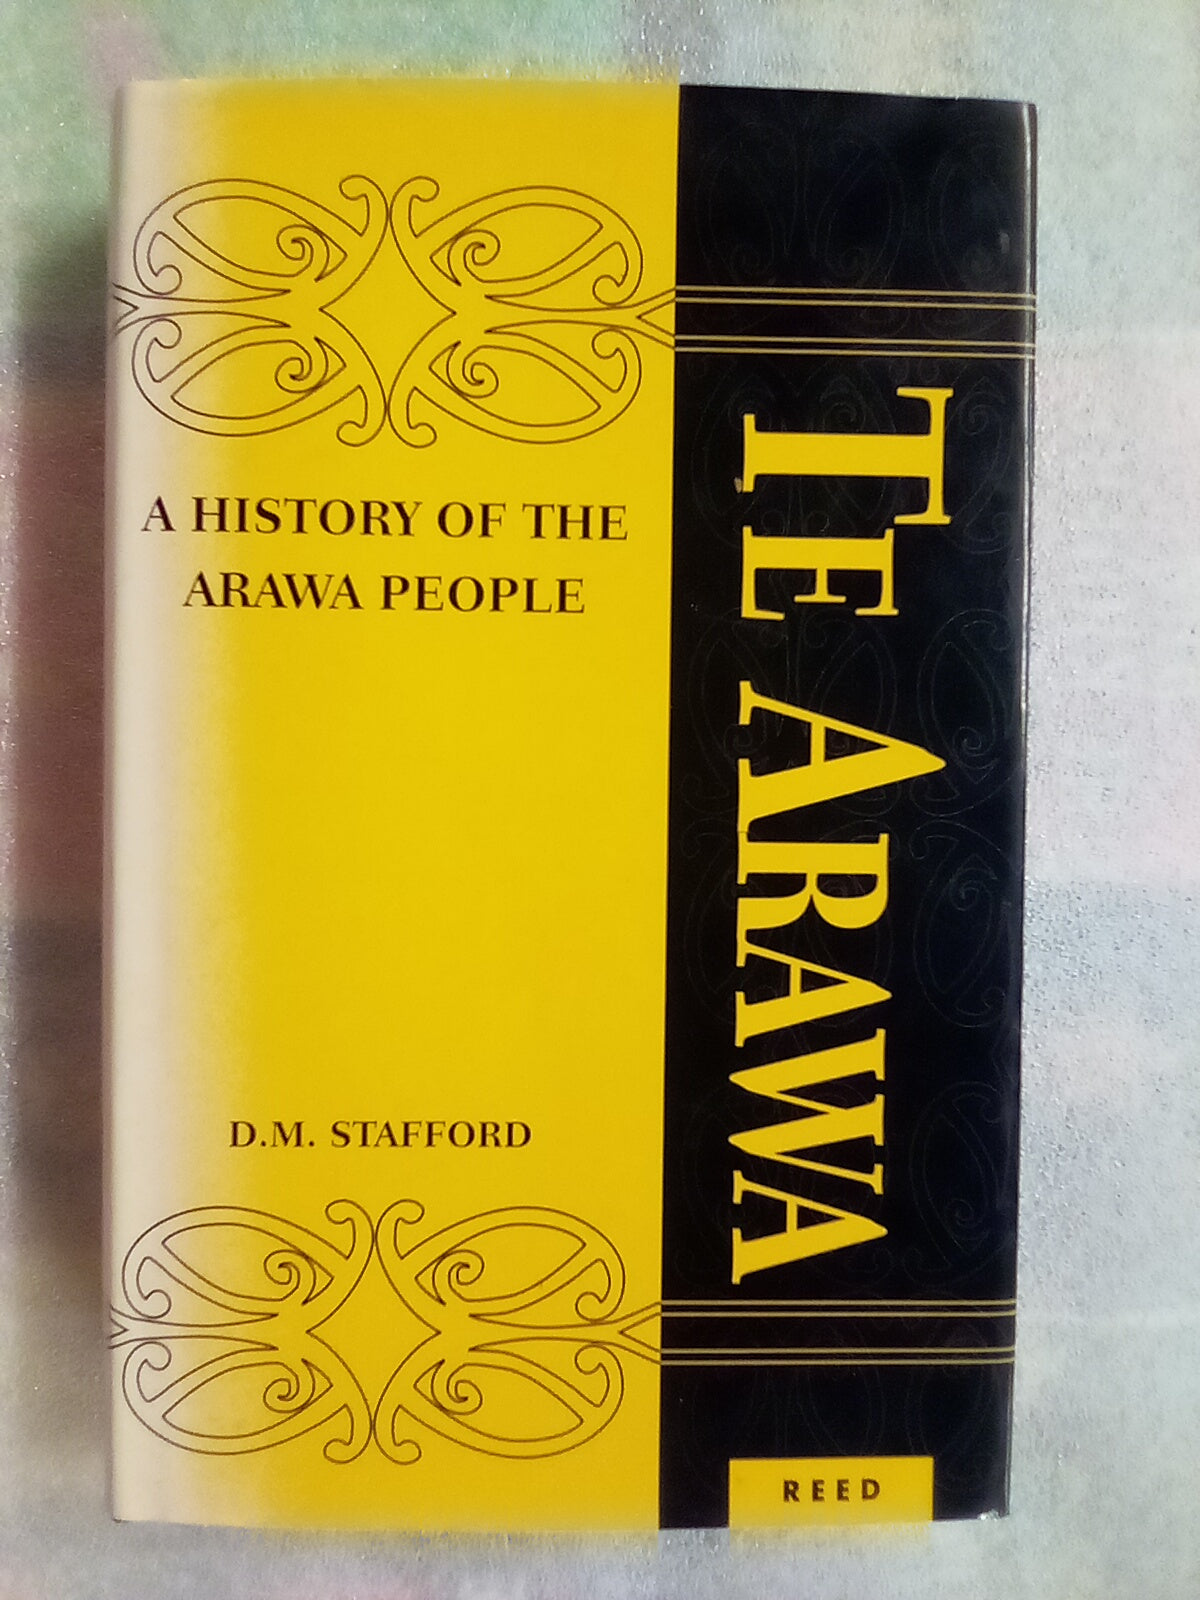 A HISTORY OF THE
ARAWA PEOPLE
D.M. STAFFORD
TE ARAWA
REED